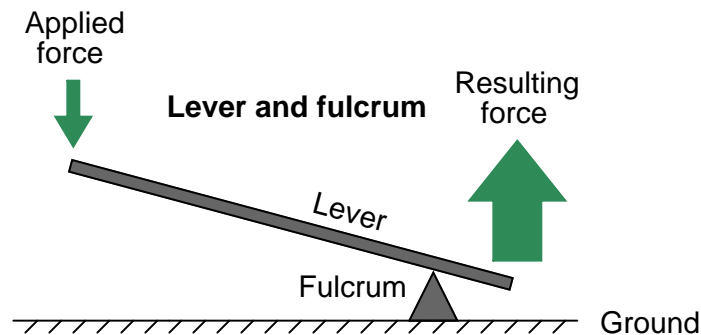 Applied
force
Lever and fulcrum
Resulting
force
Lever
Fulcrum
Ground